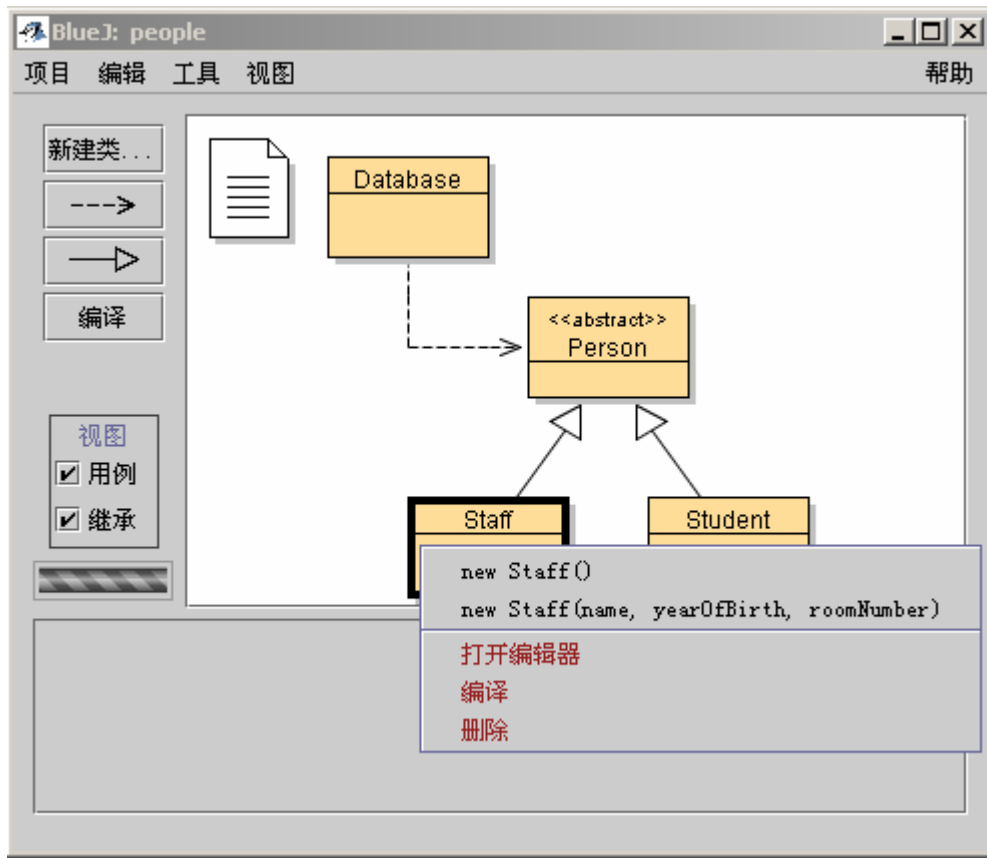 BlueJ: people
项目 编辑 工具 视图 帮助
新建类...
编译
视图
用例
继承
Database
<<abstract>>
Person
Staff
Student
new Staff()
new Staff(name, yearOfBirth, roomNumber)
打开编辑器
编译
删除